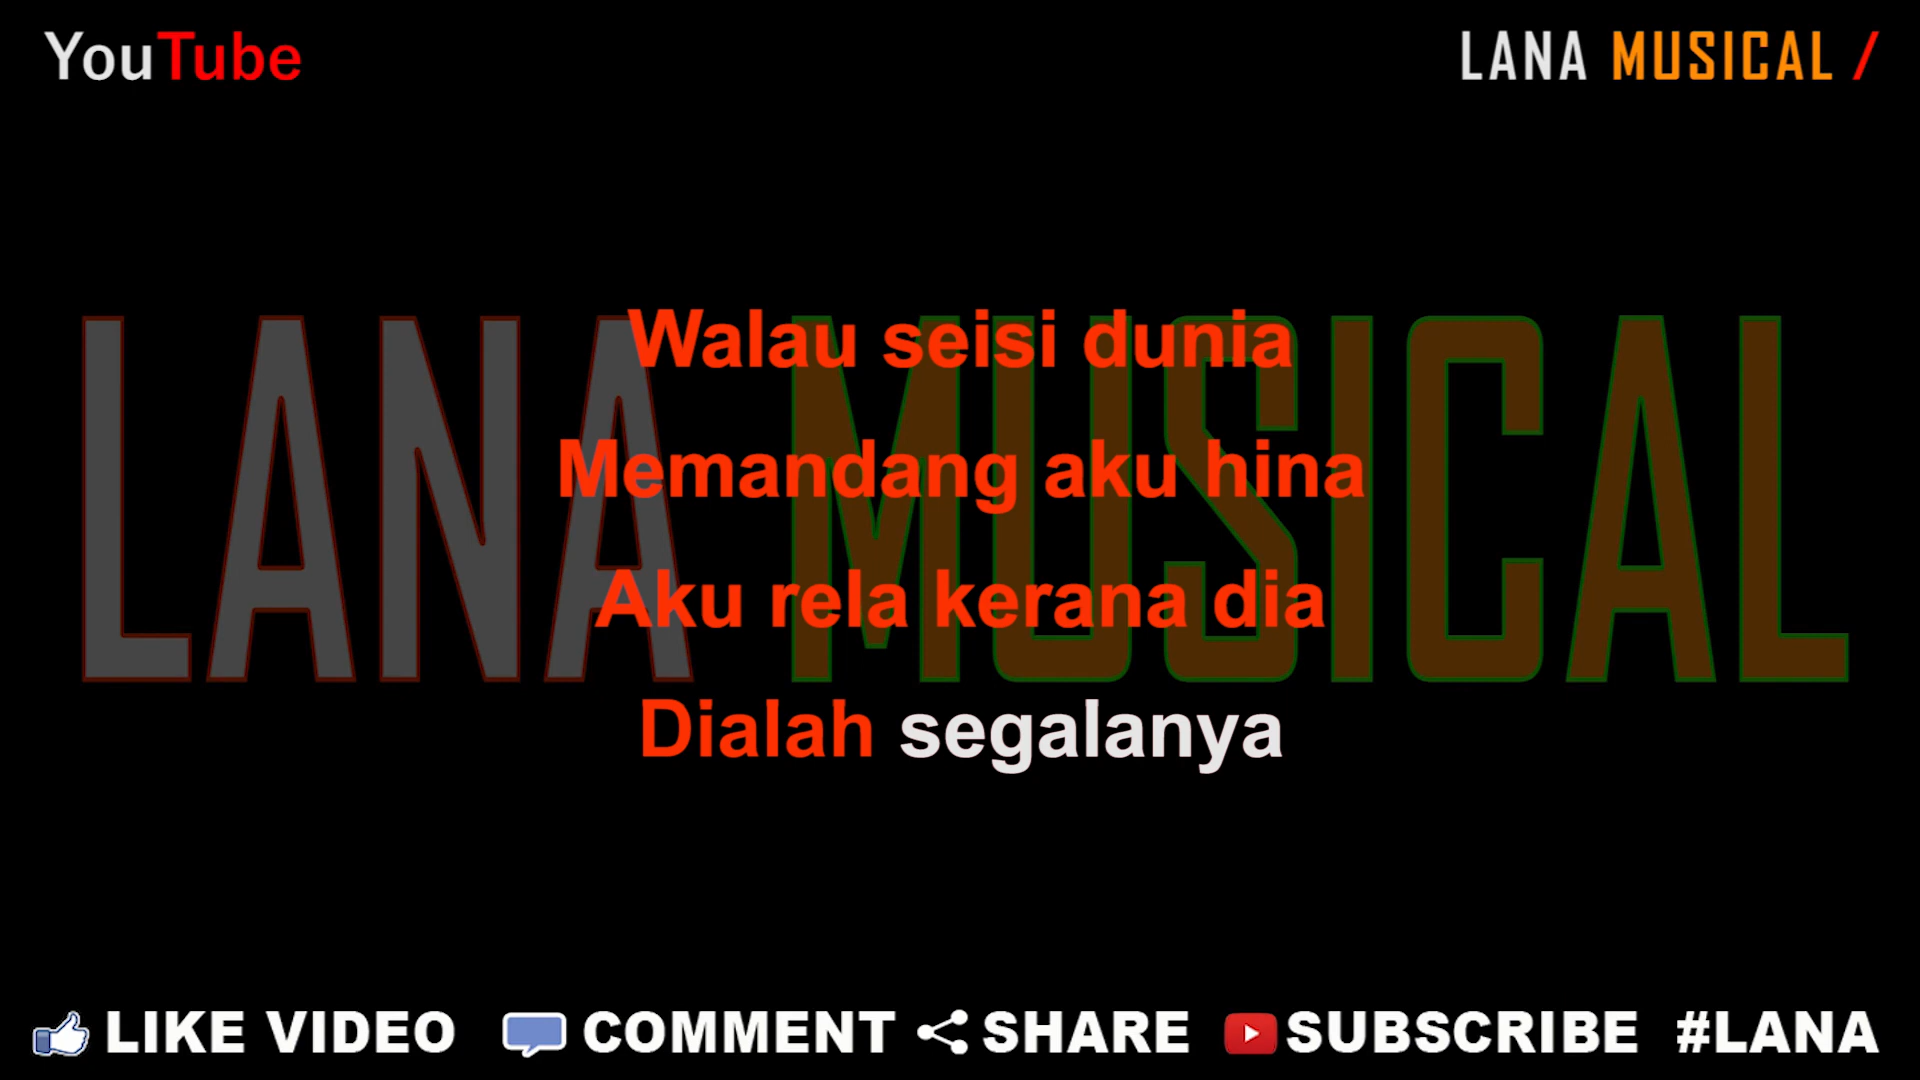 YouTube
LANA MUSICAL /
LANA MUSICAL
Walau seisi dunia
Memandang aku hina
Aku rela kerana dia
Dialah segalanya
LIKE VIDEO COMMENT SHARE SUBSCRIBE #LANA